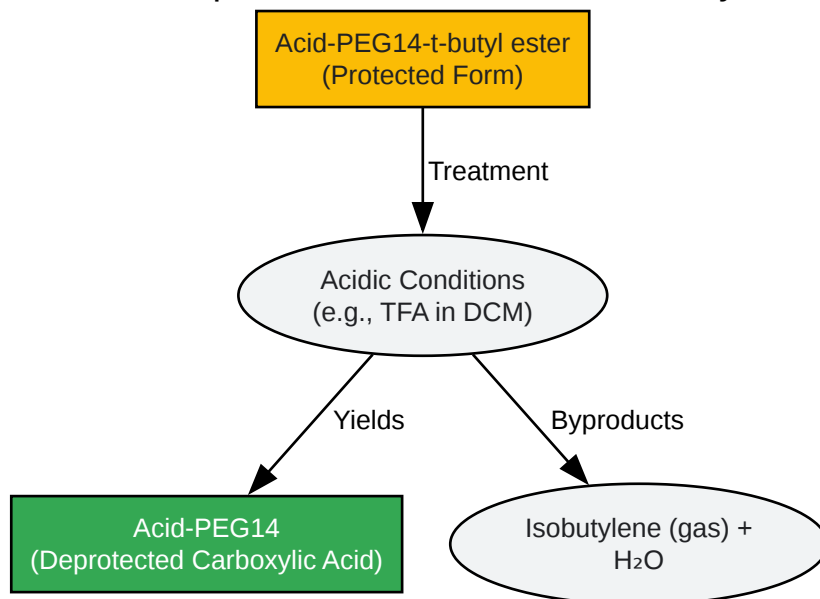 Acid-PEG14-t-butyl ester
(Protected Form)
Treatment
Acidic Conditions
(e.g., TFA in DCM)
Yields
Byproducts
Acid-PEG14
(Deprotected Carboxylic Acid)
Isobutylene (gas) +
H₂O